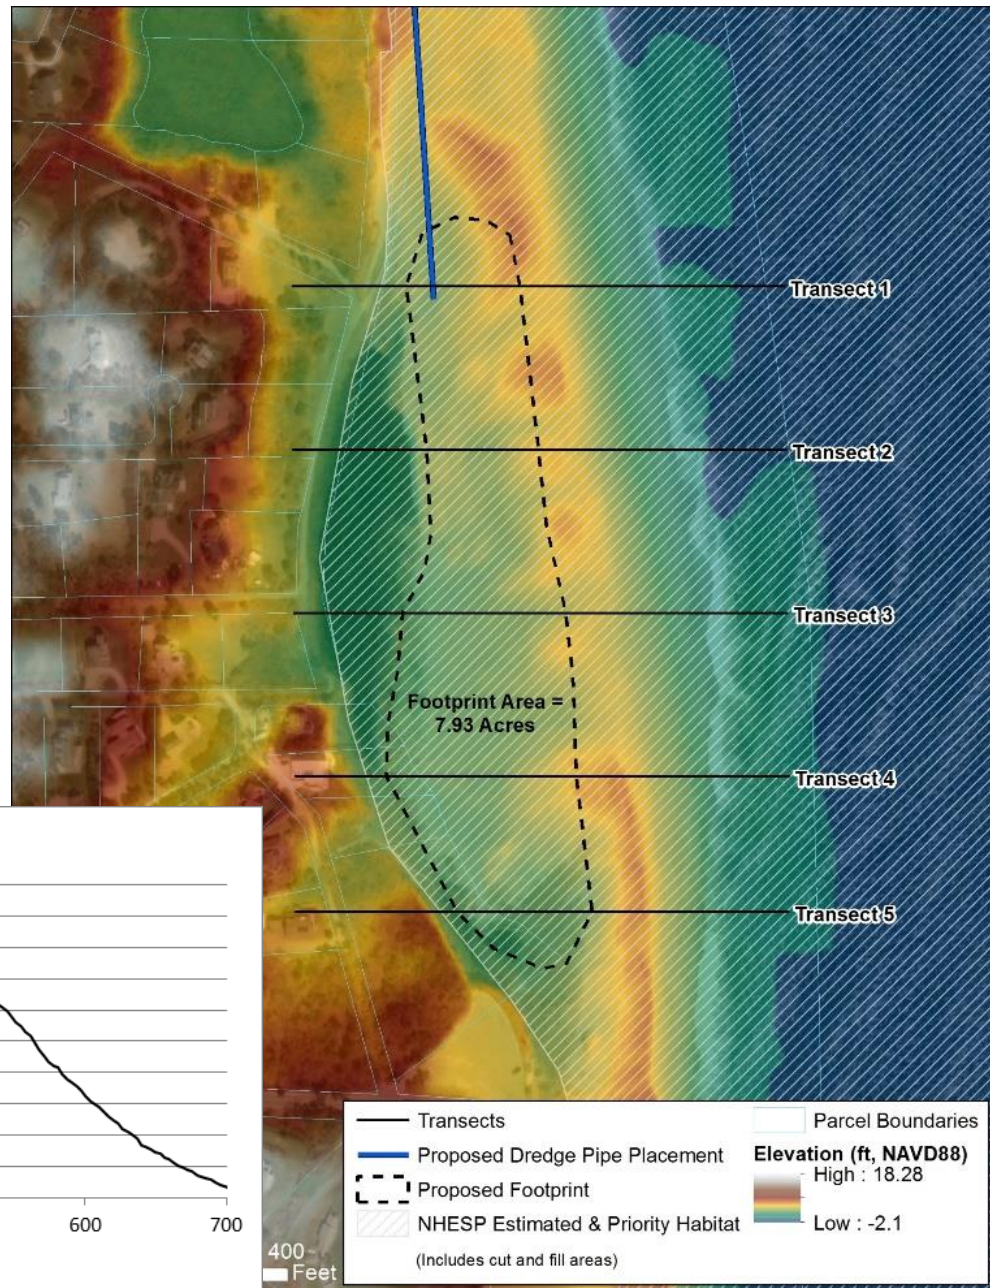 Transect 1
Transect 2
Transect 3
Footprint Area =
7.93 Acres
Transect 4
Transect 5
600
700
400
Feet
Transects
Proposed Dredge Pipe Placement
Proposed Footprint
NHESP Estimated & Priority Habitat
(Includes cut and fill areas)
Parcel Boundaries
Elevation (ft, NAVD88)
High : 18.28
Low : -2.1